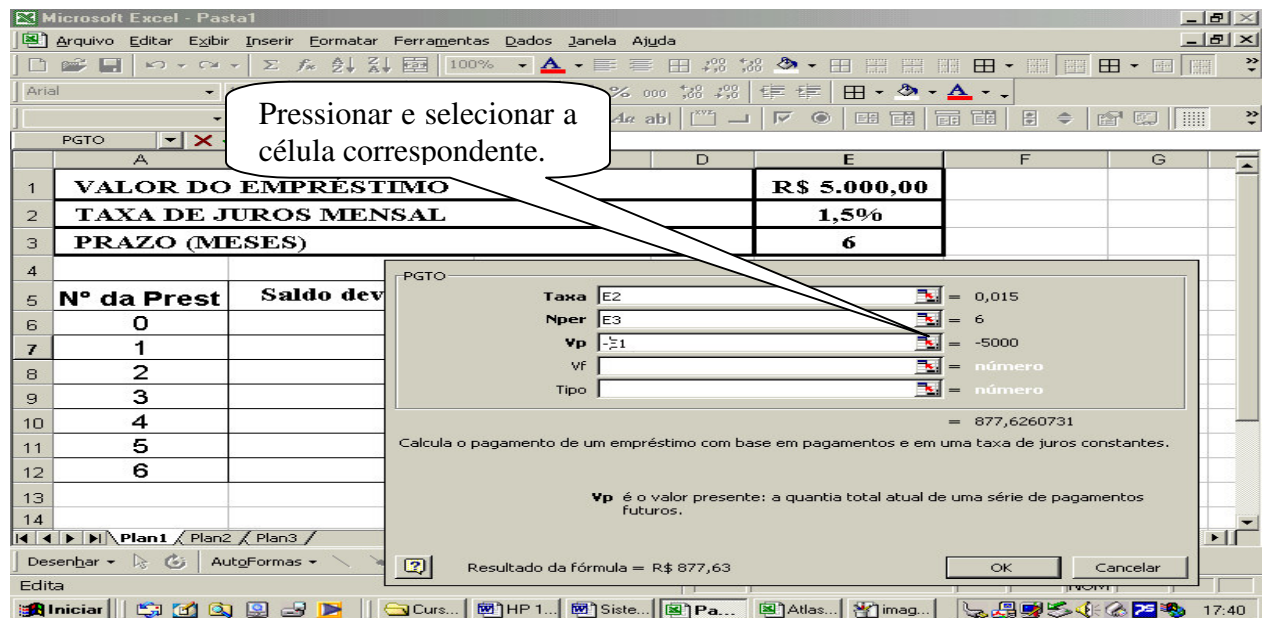 Microsoft Excel - Pasta1
Arquivo Editar Exibir Inserir Formatar Ferramentas Dados Janela Ajuda
100%
Arial
% 000
ab|
Pressionar e selecionar a
célula correspondente.
PGTO
A D E F G
1 VALOR DO EMPRÉSTIMO R$ 5.000,00
2 TAXA DE JUROS MENSAL 1,5%
3 PRAZO (MESES) 6
4
5 Nº da Prest Saldo dev
6 0
7 1
8 2
9 3
10 4
11 5
12 6
13
14
PGTO
Taxa E2 = 0,015
Nper E3 = 6
Vp -E1 = -5000
Vf = número
Tipo = número
= 877,6260731
Calcula o pagamento de um empréstimo com base em pagamentos e em uma taxa de juros constantes.
Vp é o valor presente: a quantia total atual de uma série de pagamentos
futuros.
Resultado da fórmula = R$ 877,63
OK Cancelar
Plan1 Plan2 Plan3
Desenhar AutoFormas
Edita NÚM
Iniciar Curs... HP 1... Siste... Pa... Atlas... imag... 17:40